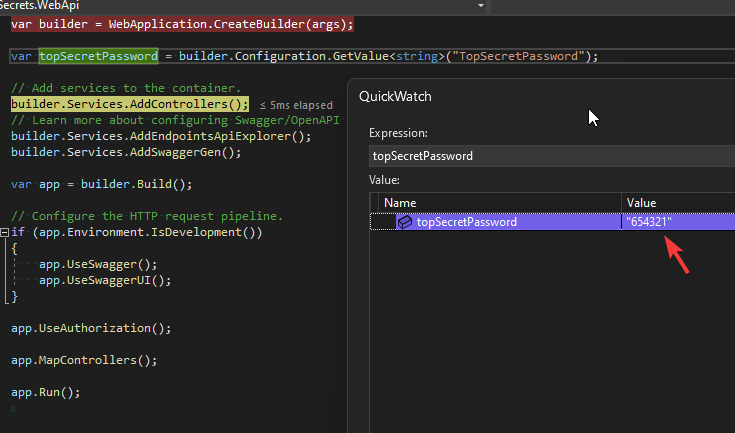 Secrets.WebApi
var builder = WebApplication.CreateBuilder(args);
var topSecretPassword = builder.Configuration.GetValue<string>("TopSecretPassword");
// Add services to the container.
builder.Services.AddControllers(); ≤ 5ms elapsed
// Learn more about configuring Swagger/OpenAPI
builder.Services.AddEndpointsApiExplorer();
builder.Services.AddSwaggerGen();
var app = builder.Build();
// Configure the HTTP request pipeline.
if (app.Environment.IsDevelopment())
{
app.UseSwagger();
app.UseSwaggerUI();
}
app.UseAuthorization();
app.MapControllers();
app.Run();
QuickWatch
Expression:
topSecretPassword
Value:
Name Value
topSecretPassword "654321"